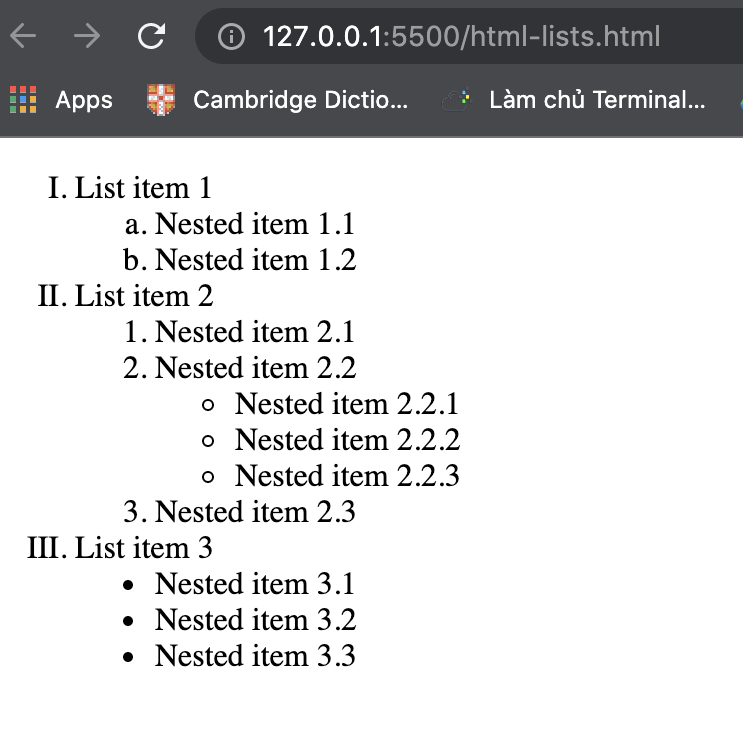 127.0.0.1:5500/html-lists.html
Apps Cambridge Dictio... Làm chủ Terminal...
I. List item 1
a. Nested item 1.1
b. Nested item 1.2
II. List item 2
1. Nested item 2.1
2. Nested item 2.2
○ Nested item 2.2.1
○ Nested item 2.2.2
○ Nested item 2.2.3
3. Nested item 2.3
III. List item 3
• Nested item 3.1
• Nested item 3.2
• Nested item 3.3